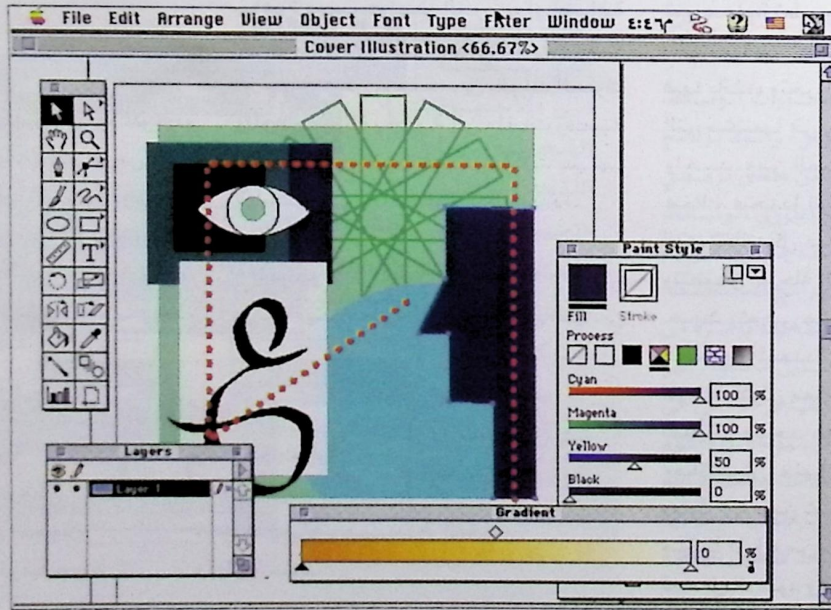 File Edit Arrange View Object Font Type Filter Window
Cover Illustration <66.67%>
Paint Style
Fill Stroke
Process
Cyan
100 %
Magenta
100 %
Yellow
50 %
Black
0 %
Layers
Layer 1
Gradient
0 %